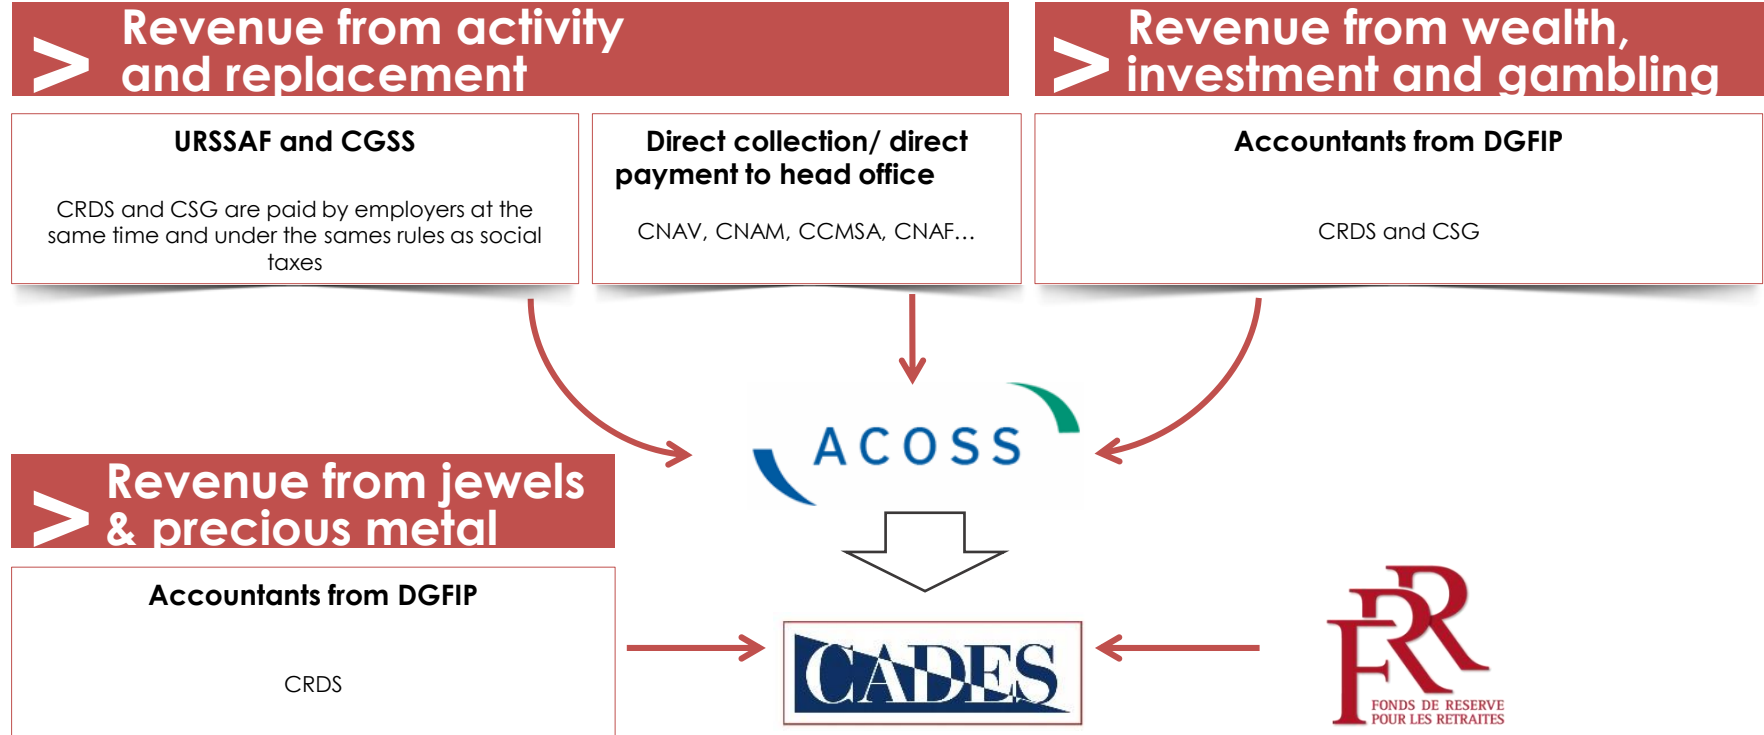 > Revenue from activity
and replacement
> Revenue from wealth,
investment and gambling
URSSAF and CGSS
CRDS and CSG are paid by employers at the
same time and under the sames rules as social
taxes
Direct collection/ direct
payment to head office
CNAV, CNAM, CCMSA, CNAF...
Accountants from DGFIP
CRDS and CSG
ACOSS
> Revenue from jewels
& precious metal
Accountants from DGFIP
CRDS
CADES
FRR
FONDS DE RESERVE
POUR LES RETRAITES